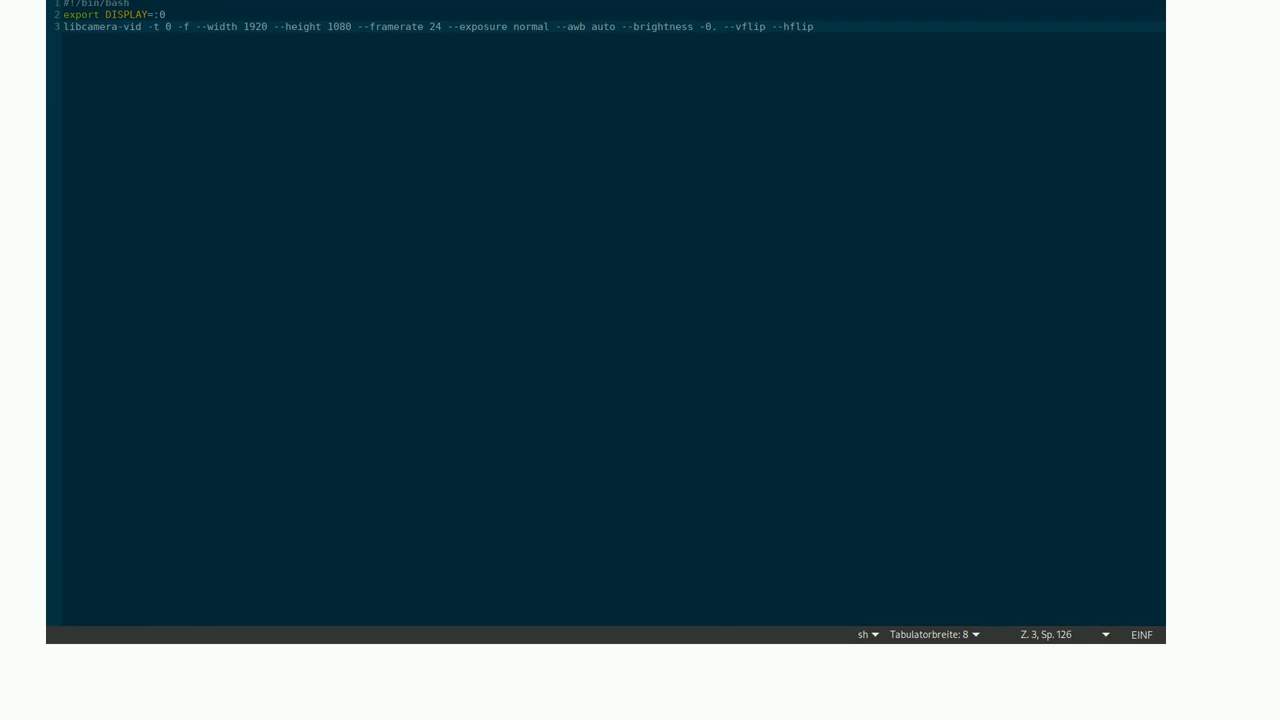 1 #!/bin/bash
2 export DISPLAY=:0
3 libcamera-vid -t 0 -f --width 1920 --height 1080 --framerate 24 --exposure normal --awb auto --brightness -0. --vflip --hflip
sh Tabulatorbreite: 8 Z. 3, Sp. 126 EINF